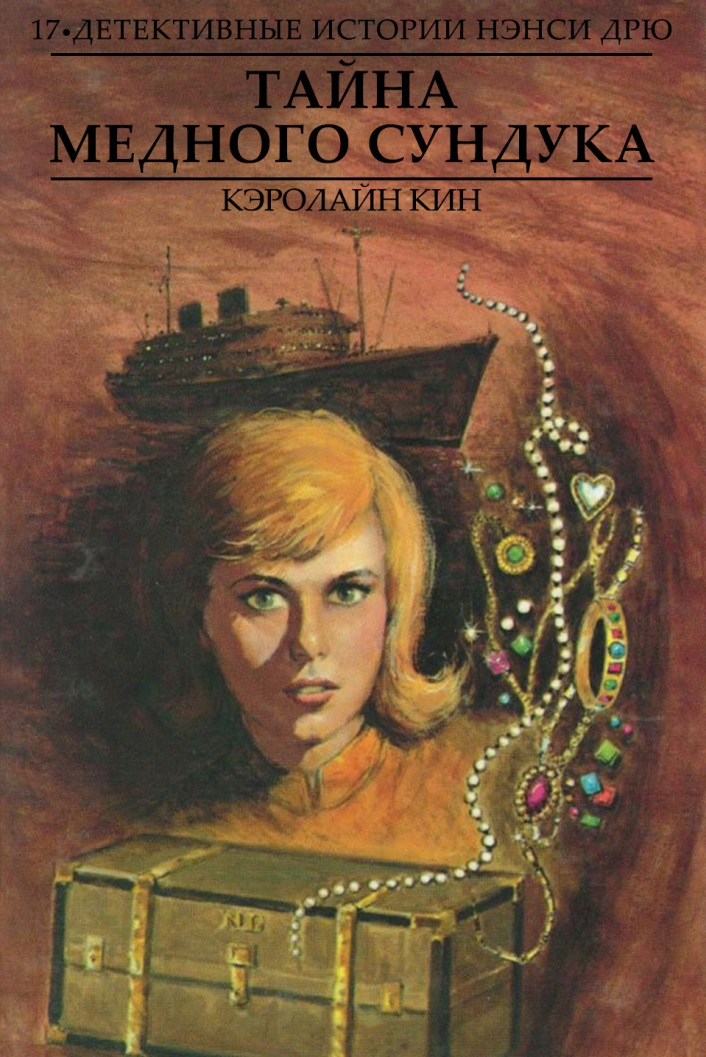 17•ДЕТЕКТИВНЫЕ ИСТОРИИ НЭНСИ ДРЮ
ТАЙНА
МЕДНОГО СУНДУКА
КЭРОЛАЙН КИН